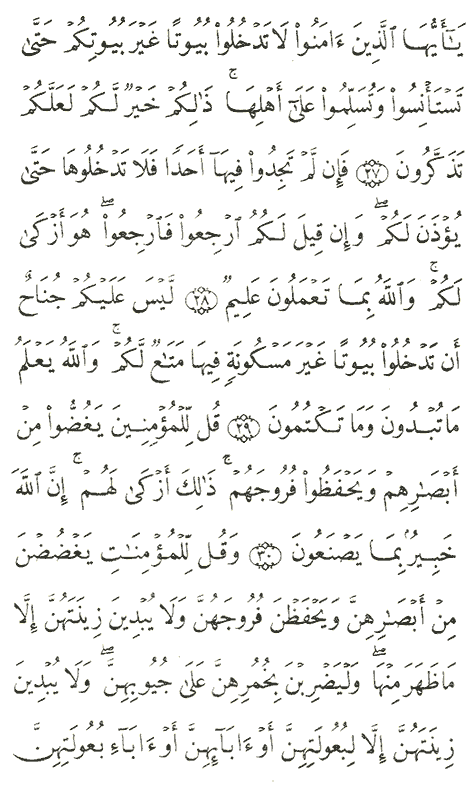 يَـٰٓأَيُّهَا ٱلَّذِينَ ءَامَنُوا۟ لَا تَدۡخُلُوا۟ بُيُوتًا غَيۡرَ بُيُوتِكُمۡ حَتَّىٰ
تَسۡتَأۡنِسُوا۟ وَتُسَلِّمُوا۟ عَلَىٰٓ أَهۡلِهَا ۚ ذَٰلِكُمۡ خَيۡرٌ لَّكُمۡ لَعَلَّكُمۡ
تَذَكَّرُونَ ٢٧ فَإِن لَّمۡ تَجِدُوا۟ فِيهَآ أَحَدًا فَلَا تَدۡخُلُوهَا حَتَّىٰ
يُؤۡذَنَ لَكُمۡ ۖ وَإِن قِيلَ لَكُمُ ٱرۡجِعُوا۟ فَٱرۡجِعُوا۟ ۖ هُوَ أَزۡكَىٰ
لَكُمۡ ۚ وَٱللَّهُ بِمَا تَعۡمَلُونَ عَلِيمٌ ٢٨ لَّيۡسَ عَلَيۡكُمۡ جُنَاحٌ
أَن تَدۡخُلُوا۟ بُيُوتًا غَيۡرَ مَسۡكُونَةٍ فِيهَا مَتَـٰعٌ لَّكُمۡ ۚ وَٱللَّهُ يَعۡلَمُ
مَا تُبۡدُونَ وَمَا تَكۡتُمُونَ ٢٩ قُل لِّلۡمُؤۡمِنِينَ يَغُضُّوا۟ مِنۡ
أَبۡصَـٰرِهِمۡ وَيَحۡفَظُوا۟ فُرُوجَهُمۡ ۚ ذَٰلِكَ أَزۡكَىٰ لَهُمۡ ۚ إِنَّ ٱللَّهَ
خَبِيرُۢ بِمَا يَصۡنَعُونَ ٣٠ وَقُل لِّلۡمُؤۡمِنَـٰتِ يَغۡضُضۡنَ
مِنۡ أَبۡصَـٰرِهِنَّ وَيَحۡفَظۡنَ فُرُوجَهُنَّ وَلَا يُبۡدِينَ زِينَتَهُنَّ إِلَّا
مَا ظَهَرَ مِنۡهَا ۖ وَلۡيَضۡرِبۡنَ بِخُمُرِهِنَّ عَلَىٰ جُيُوبِهِنَّ ۖ وَلَا يُبۡدِينَ
زِينَتَهُنَّ إِلَّا لِبُعُولَتِهِنَّ أَوۡ ءَابَآئِهِنَّ أَوۡ ءَابَآءِ بُعُولَتِهِنَّ